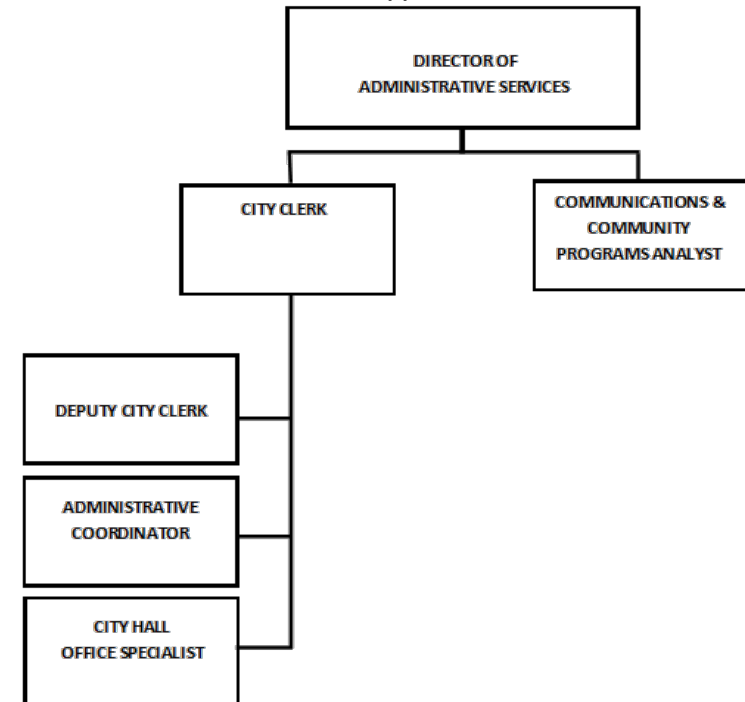 DIRECTOR OF
ADMINISTRATIVE SERVICES
CITY CLERK
COMMUNICATIONS &
COMMUNITY
PROGRAMS ANALYST
DEPUTY CITY CLERK
ADMINISTRATIVE
COORDINATOR
CITY HALL
OFFICE SPECIALIST